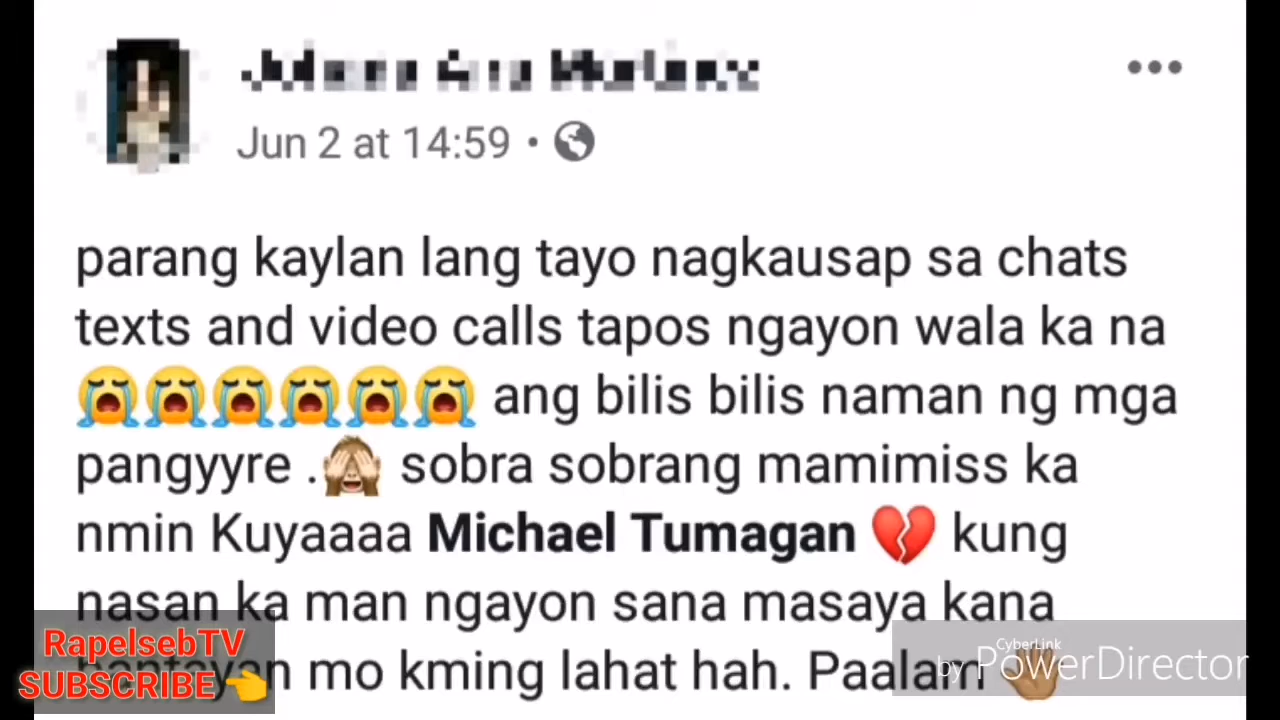 Jun 2 at 14:59 •
parang kaylan lang tayo nagkausap sa chats
texts and video calls tapos ngayon wala ka na
😭😭😭😭😭😭 ang bilis bilis naman ng mga
pangyyre .🙈 sobra sobrang mamimiss ka
nmin Kuyaaaa Michael Tumagan 💔 kung
nasan ka man ngayon sana masaya kana
bantayan mo kming lahat hah. Paalam 👋🏽
RapelsebTV
SUBSCRIBE 👈
CyberLink
by PowerDirector